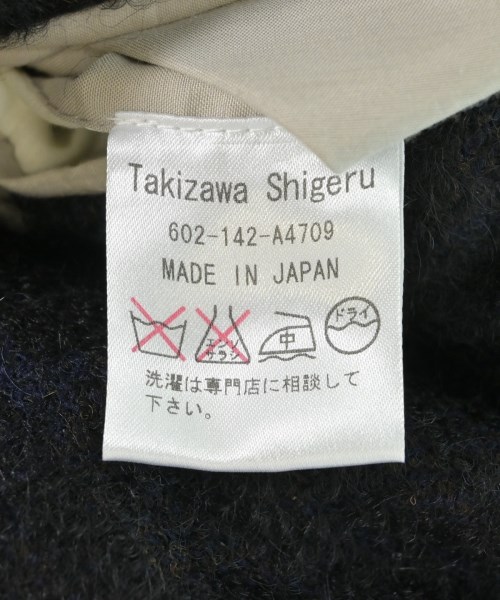 Takizawa Shigeru
602-142-A4709
MADE IN JAPAN
エンソ
サラシ
中
ドライ
洗濯は専門店に相談して
下さい。